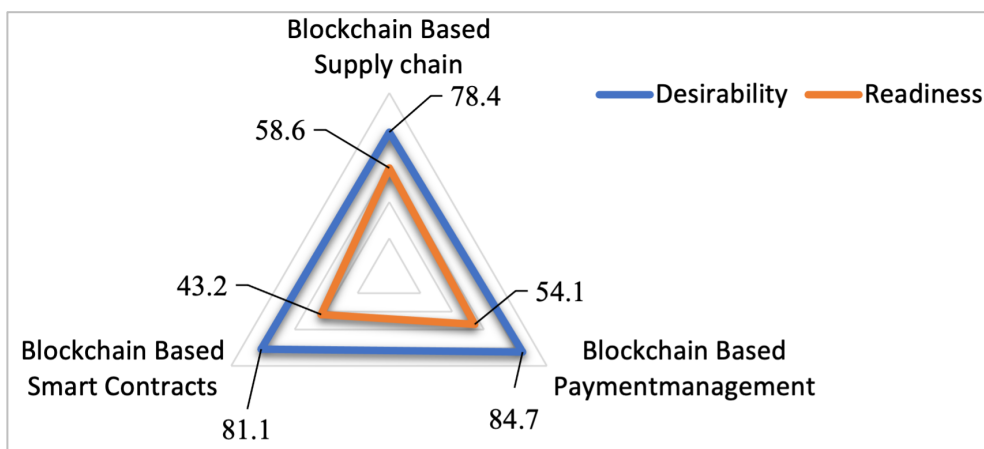 Blockchain Based
Supply chain
78.4
Desirability
Readiness
58.6
43.2
54.1
Blockchain Based
Smart Contracts
Blockchain Based
Paymentmanagement
81.1
84.7